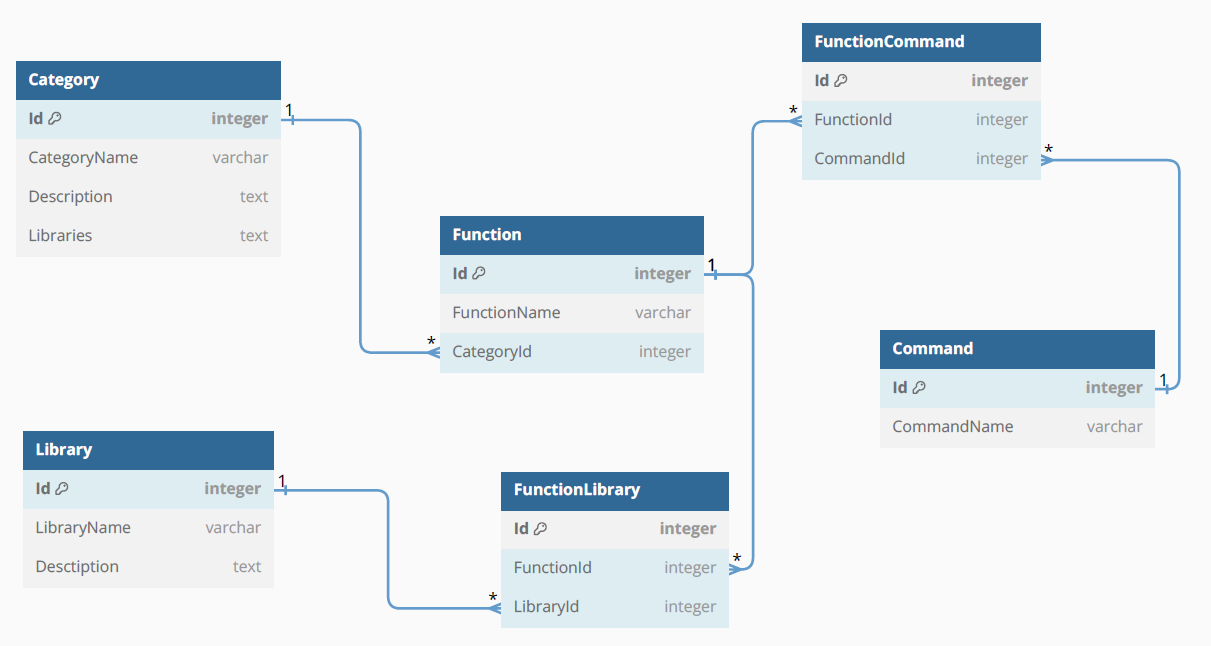 Category
Id integer
CategoryName varchar
Description text
Libraries text
1
*
Function
Id integer
FunctionName varchar
CategoryId integer
1
FunctionCommand
Id integer
FunctionId integer
CommandId integer
*
*
Command
Id integer
CommandName varchar
1
Library
Id integer
LibraryName varchar
Desctiption text
1
*
FunctionLibrary
Id integer
FunctionId integer
LibraryId integer
*